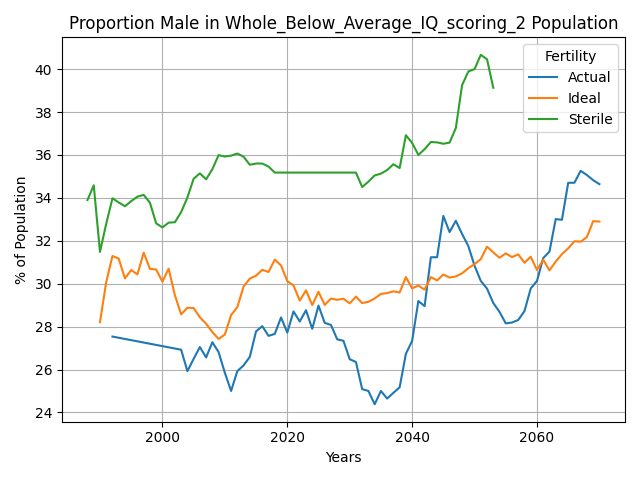 Proportion Male in Whole_Below_Average_IQ_scoring_2 Population
Fertility
Actual
Ideal
Sterile
% of Population
40
38
36
34
32
30
28
26
24
2000
2020
2040
2060
Years